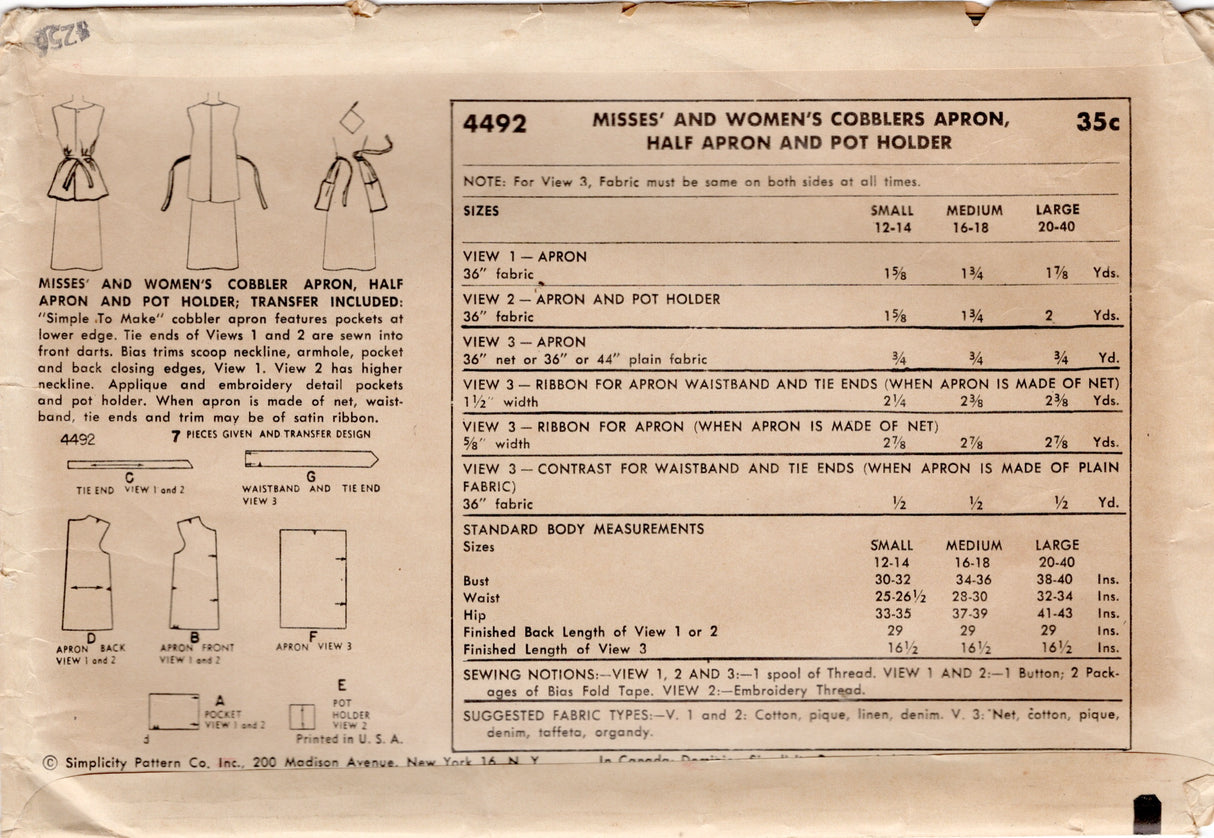 4492
MISSES' AND WOMEN'S COBBLERS APRON,
HALF APRON AND POT HOLDER
35c
NOTE: For View 3, Fabric must be same on both sides at all times.
SIZES SMALL MEDIUM LARGE
12-14 16-18 20-40
VIEW 1 — APRON
36" fabric 1⅝ 1¾ 1⅞ Yds.
VIEW 2 — APRON AND POT HOLDER
36" fabric 1⅝ 1¾ 2 Yds.
VIEW 3 — APRON
36" net or 36" or 44" plain fabric ¾ ¾ ¾ Yd.
VIEW 3 — RIBBON FOR APRON WAISTBAND AND TIE ENDS (WHEN APRON IS MADE OF NET)
1½" width 2¼ 2⅜ 2⅜ Yds.
VIEW 3 — RIBBON FOR APRON (WHEN APRON IS MADE OF NET)
⅝" width 2⅞ 2⅞ 2⅞ Yds.
VIEW 3 — CONTRAST FOR WAISTBAND AND TIE ENDS (WHEN APRON IS MADE OF PLAIN
FABRIC)
36" fabric ½ ½ ½ Yd.
STANDARD BODY MEASUREMENTS
Sizes SMALL MEDIUM LARGE
12-14 16-18 20-40
Bust 30-32 34-36 38-40 Ins.
Waist 25-26½ 28-30 32-34 Ins.
Hip 33-35 37-39 41-43 Ins.
Finished Back Length of View 1 or 2 29 29 29 Ins.
Finished Length of View 3 16½ 16½ 16½ Ins.
SEWING NOTIONS:—VIEW 1, 2 AND 3:—1 spool of Thread. VIEW 1 AND 2:—1 Button; 2 Pack-
ages of Bias Fold Tape. VIEW 2:—Embroidery Thread.
SUGGESTED FABRIC TYPES:—V. 1 and 2: Cotton, pique, linen, denim. V. 3: Net, cotton, pique,
denim, taffeta, organdy.
MISSES' AND WOMEN'S COBBLER APRON, HALF
APRON AND POT HOLDER; TRANSFER INCLUDED:
"Simple To Make" cobbler apron features pockets at
lower edge. Tie ends of Views 1 and 2 are sewn into
front darts. Bias trims scoop neckline, armhole, pocket
and back closing edges, View 1. View 2 has higher
neckline. Applique and embroidery detail pockets
and pot holder. When apron is made of net, waist-
band, tie ends and trim may be of satin ribbon.
4492 7 PIECES GIVEN AND TRANSFER DESIGN
C
TIE END VIEW 1 and 2
G
WAISTBAND AND TIE END
VIEW 3
D
APRON BACK
VIEW 1 and 2
B
APRON FRONT
VIEW 1 and 2
F
APRON VIEW 3
A
POCKET
VIEW 1 and 2
3
E
POT
HOLDER
VIEW 2
Printed in U. S. A.
© Simplicity Pattern Co. Inc., 200 Madison Avenue, New York 16, N. Y. In Canada: